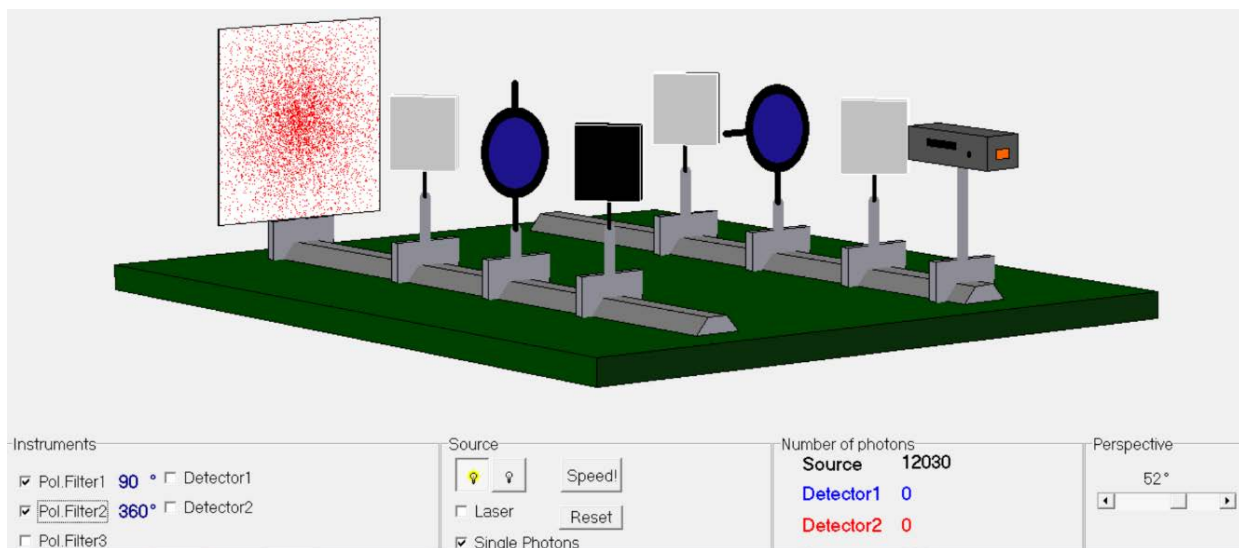 Instruments
Pol.Filter1 90 ° Detector1
Pol.Filter2 360° Detector2
Pol.Filter3
Source
Speed!
Laser
Reset
Single Photons
Number of photons
Source 12030
Detector1 0
Detector2 0
Perspective
52°